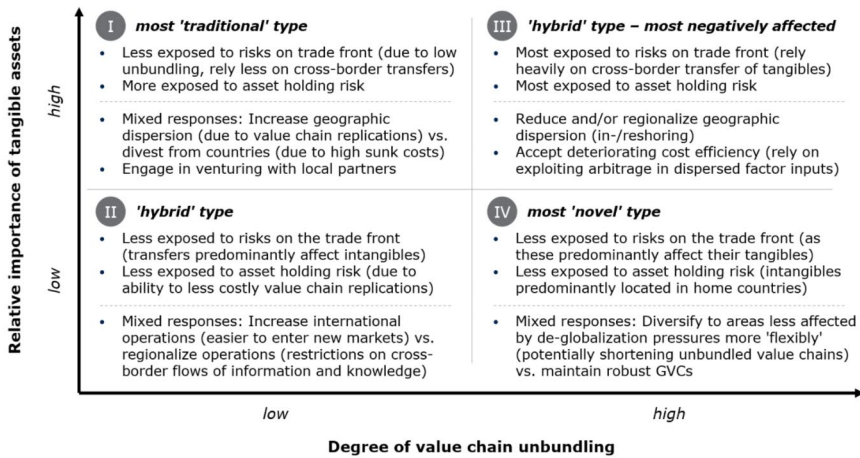 Relative importance of tangible assets
high
low
I
most 'traditional' type
• Less exposed to risks on trade front (due to low
unbundling, rely less on cross-border transfers)
• More exposed to asset holding risk
• Mixed responses: Increase geographic
dispersion (due to value chain replications) vs.
divest from countries (due to high sunk costs)
• Engage in venturing with local partners
III
'hybrid' type – most negatively affected
• Most exposed to risks on trade front (rely
heavily on cross-border transfer of tangibles)
• Most exposed to asset holding risk
• Reduce and/or regionalize geographic
dispersion (in-/reshoring)
• Accept deteriorating cost efficiency (rely on
exploiting arbitrage in dispersed factor inputs)
II
'hybrid' type
• Less exposed to risks on the trade front
(transfers predominantly affect intangibles)
• Less exposed to asset holding risk (due to
ability to less costly value chain replications)
• Mixed responses: Increase international
operations (easier to enter new markets) vs.
regionalize operations (restrictions on cross-
border flows of information and knowledge)
IV
most 'novel' type
• Less exposed to risks on the trade front (as
these predominantly affect their tangibles)
• Less exposed to asset holding risk (intangibles
predominantly located in home countries)
• Mixed responses: Diversify to areas less affected
by de-globalization pressures more 'flexibly'
(potentially shortening unbundled value chains)
vs. maintain robust GVCs
low
high
Degree of value chain unbundling